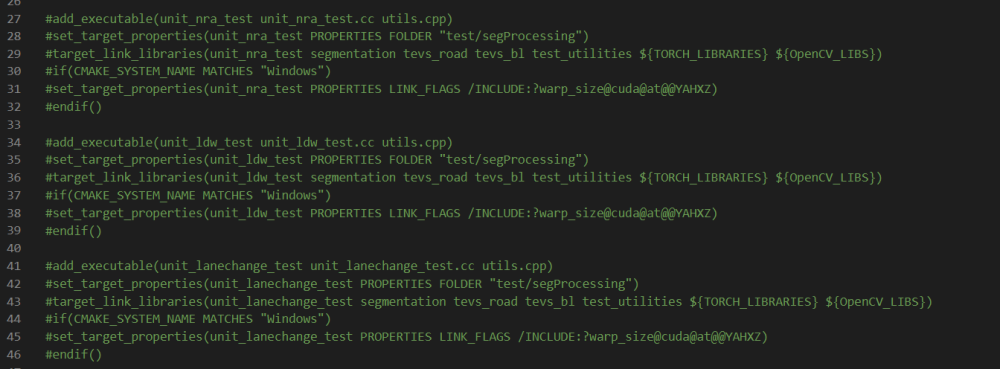 27 #add_executable(unit_nra_test unit_nra_test.cc utils.cpp)
28 #set_target_properties(unit_nra_test PROPERTIES FOLDER "test/segProcessing")
29 #target_link_libraries(unit_nra_test segmentation tevs_road tevs_bl test_utilities ${TORCH_LIBRARIES} ${OpenCV_LIBS})
30 #if(CMAKE_SYSTEM_NAME MATCHES "Windows")
31 #set_target_properties(unit_nra_test PROPERTIES LINK_FLAGS /INCLUDE:?warp_size@cuda@at@@YAHXZ)
32 #endif()
33
34 #add_executable(unit_ldw_test unit_ldw_test.cc utils.cpp)
35 #set_target_properties(unit_ldw_test PROPERTIES FOLDER "test/segProcessing")
36 #target_link_libraries(unit_ldw_test segmentation tevs_road tevs_bl test_utilities ${TORCH_LIBRARIES} ${OpenCV_LIBS})
37 #if(CMAKE_SYSTEM_NAME MATCHES "Windows")
38 #set_target_properties(unit_ldw_test PROPERTIES LINK_FLAGS /INCLUDE:?warp_size@cuda@at@@YAHXZ)
39 #endif()
40
41 #add_executable(unit_lanechange_test unit_lanechange_test.cc utils.cpp)
42 #set_target_properties(unit_lanechange_test PROPERTIES FOLDER "test/segProcessing")
43 #target_link_libraries(unit_lanechange_test segmentation tevs_road tevs_bl test_utilities ${TORCH_LIBRARIES} ${OpenCV_LIBS})
44 #if(CMAKE_SYSTEM_NAME MATCHES "Windows")
45 #set_target_properties(unit_lanechange_test PROPERTIES LINK_FLAGS /INCLUDE:?warp_size@cuda@at@@YAHXZ)
46 #endif()